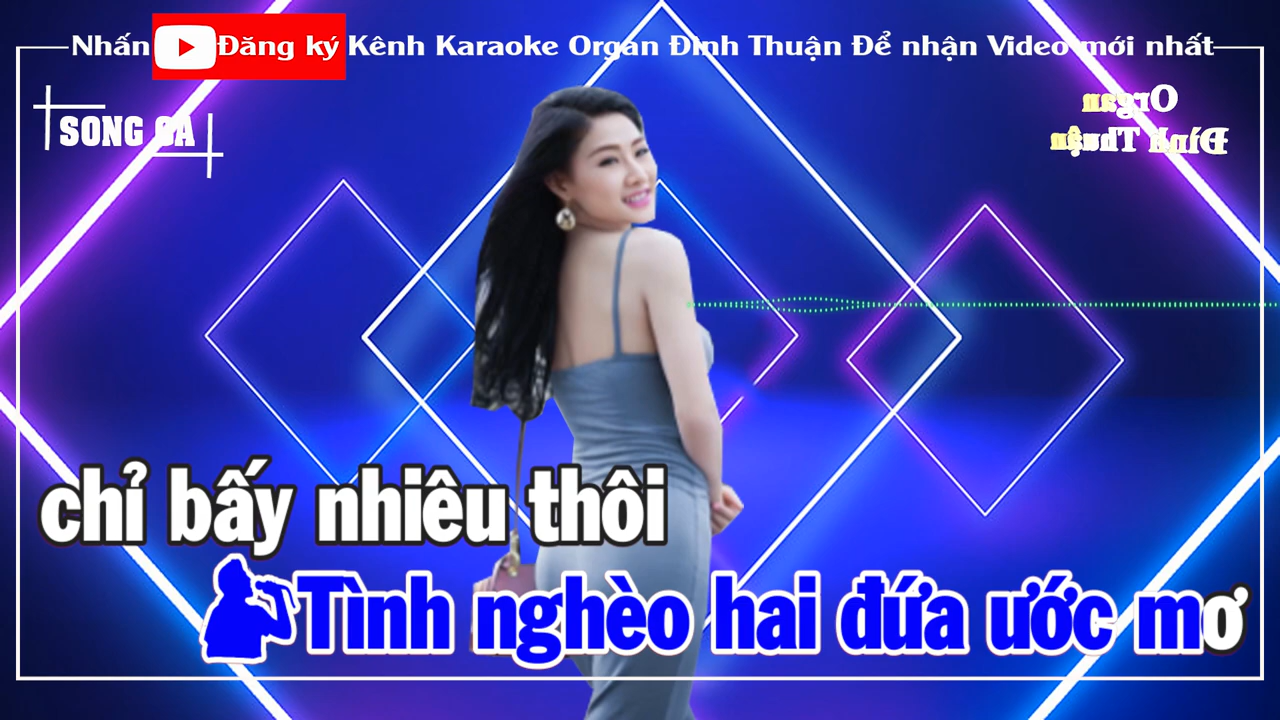 Nhấn Đăng ký Kênh Karaoke Organ Đình Thuận Để nhận Video mới nhất
SONG CA
Organ
Đình Thuận
chỉ bấy nhiêu thôi
Tình nghèo hai đứa ước mơ